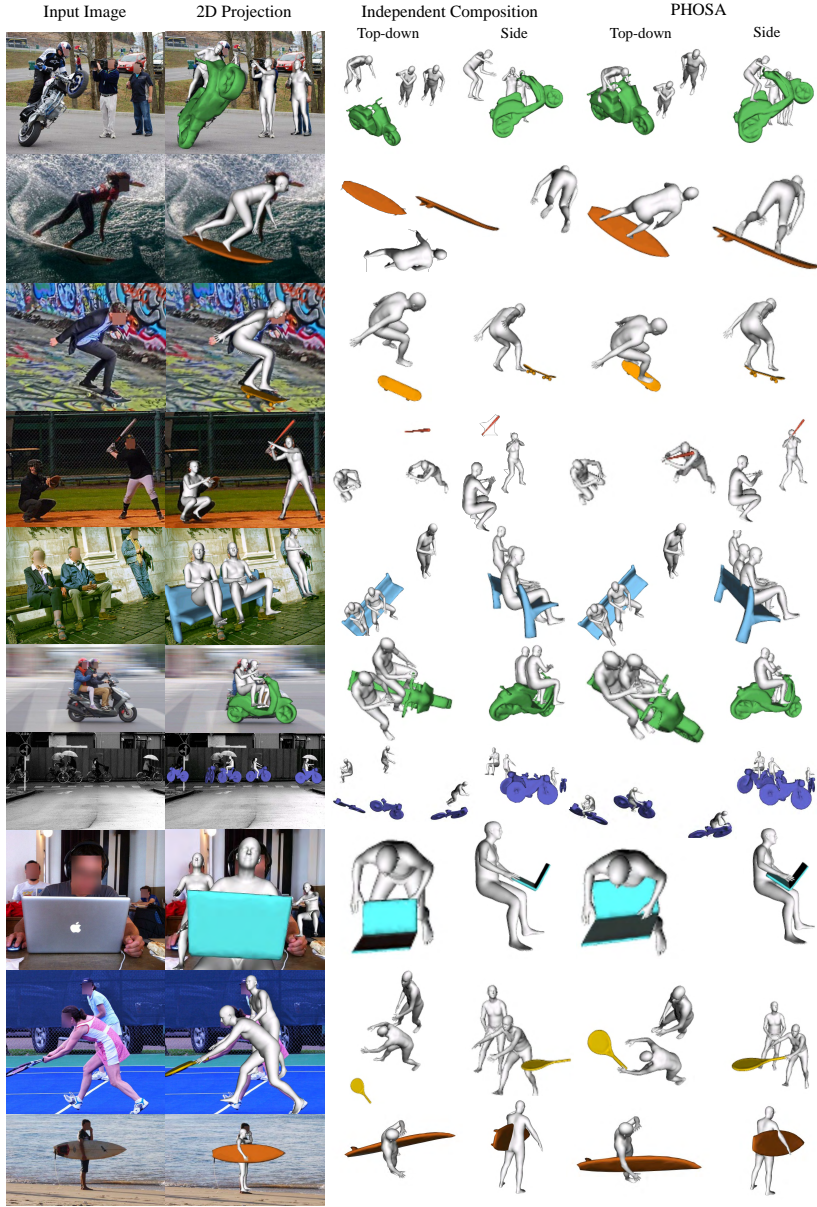 Input Image 2D Projection Independent Composition PHOSA
Top-down Side Top-down Side